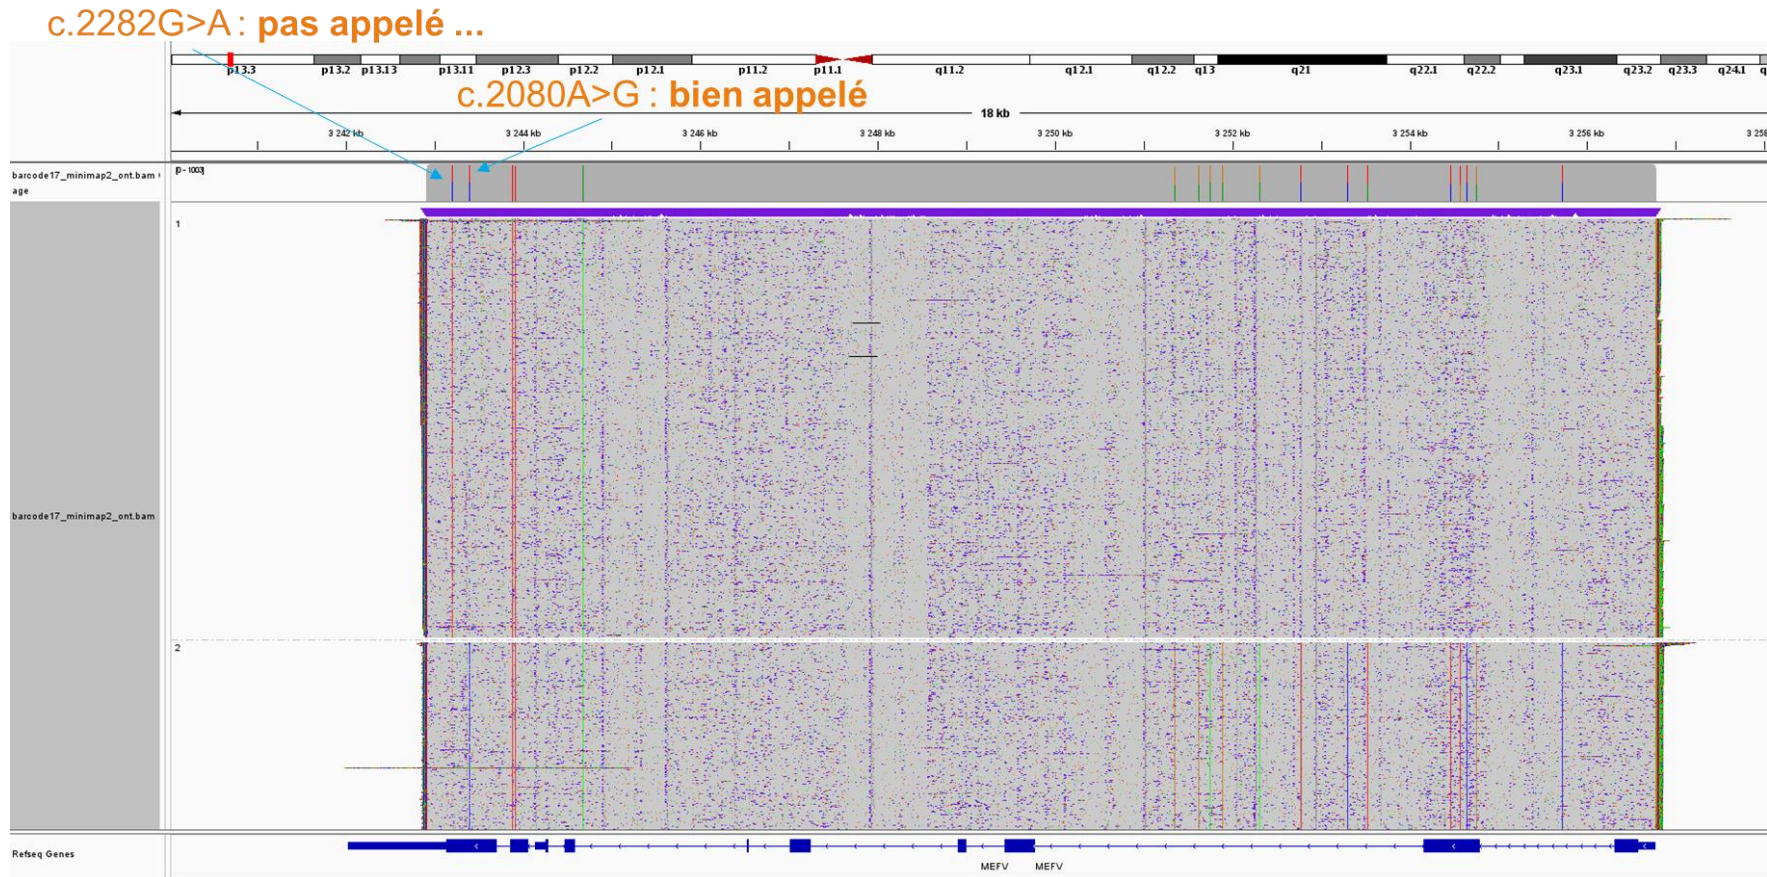 c.2282G>A : pas appelé ...
p13.3 p13.2 p13.13 p13.11 p12.3 p12.2 p12.1 p11.2 p11.1 q11.2 q12.1 q12.2 q13 q21 q22.1 q22.2 q23.1 q23.2 q23.3 q24.1 q
c.2080A>G : bien appelé
18 kb
3 242 kb 3 244 kb 3 246 kb 3 248 kb 3 250 kb 3 252 kb 3 254 kb 3 256 kb 3 258
barcode17_minimap2_ont.bam
[0 - 1003]
age
1
barcode17_minimap2_ont.bam
2
Refseq Genes
MEFV MEFV